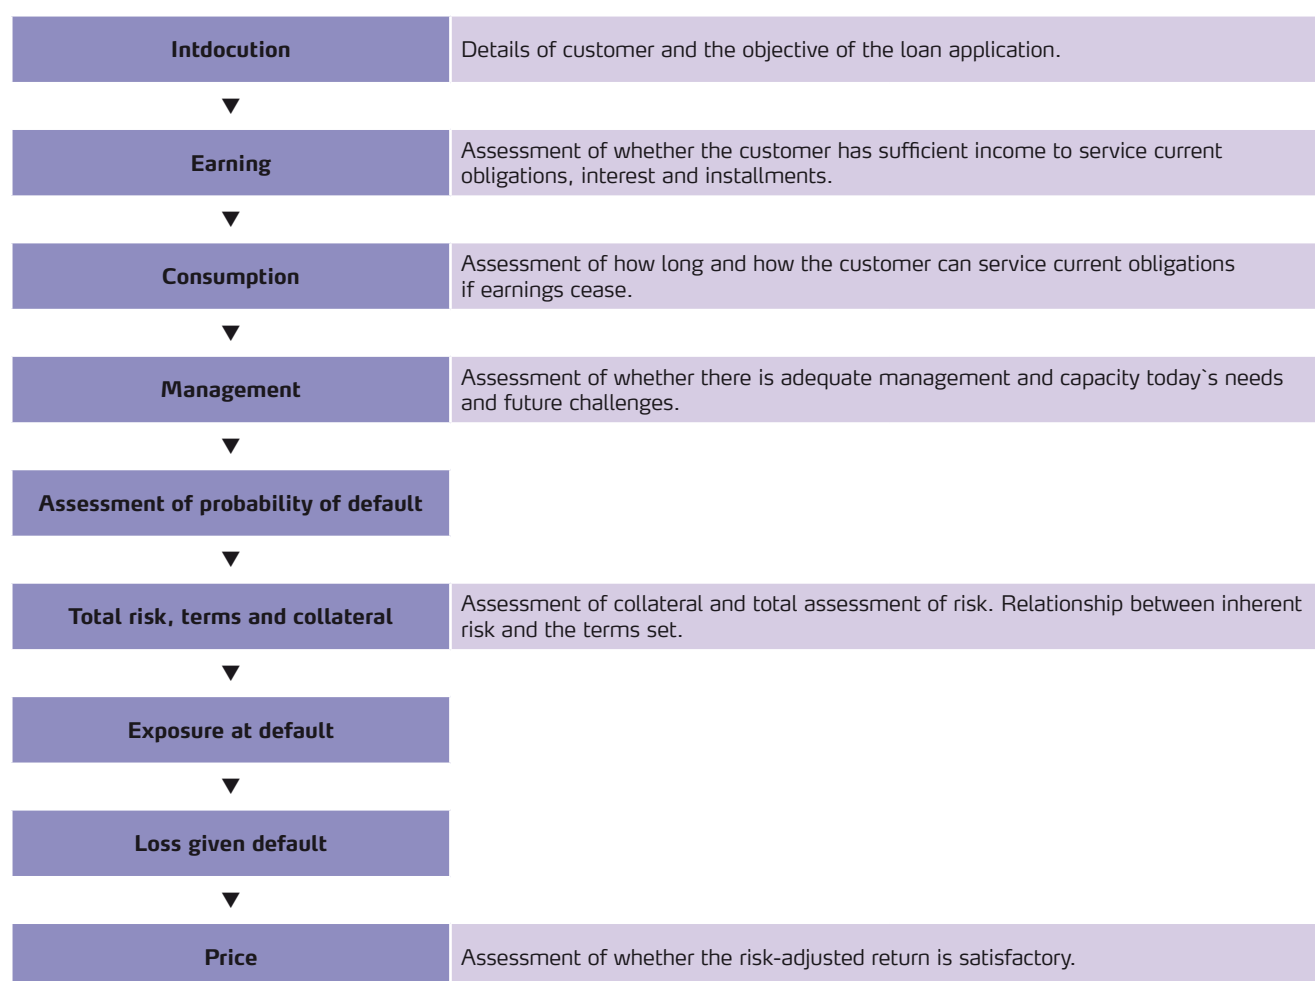 Intdocution
Details of customer and the objective of the loan application.
Earning
Assessment of whether the customer has sufficient income to service current
obligations, interest and installments.
Consumption
Assessment of how long and how the customer can service current obligations
if earnings cease.
Management
Assessment of whether there is adequate management and capacity today`s needs
and future challenges.
Assessment of probability of default
Total risk, terms and collateral
Assessment of collateral and total assessment of risk. Relationship between inherent
risk and the terms set.
Exposure at default
Loss given default
Price
Assessment of whether the risk-adjusted return is satisfactory.